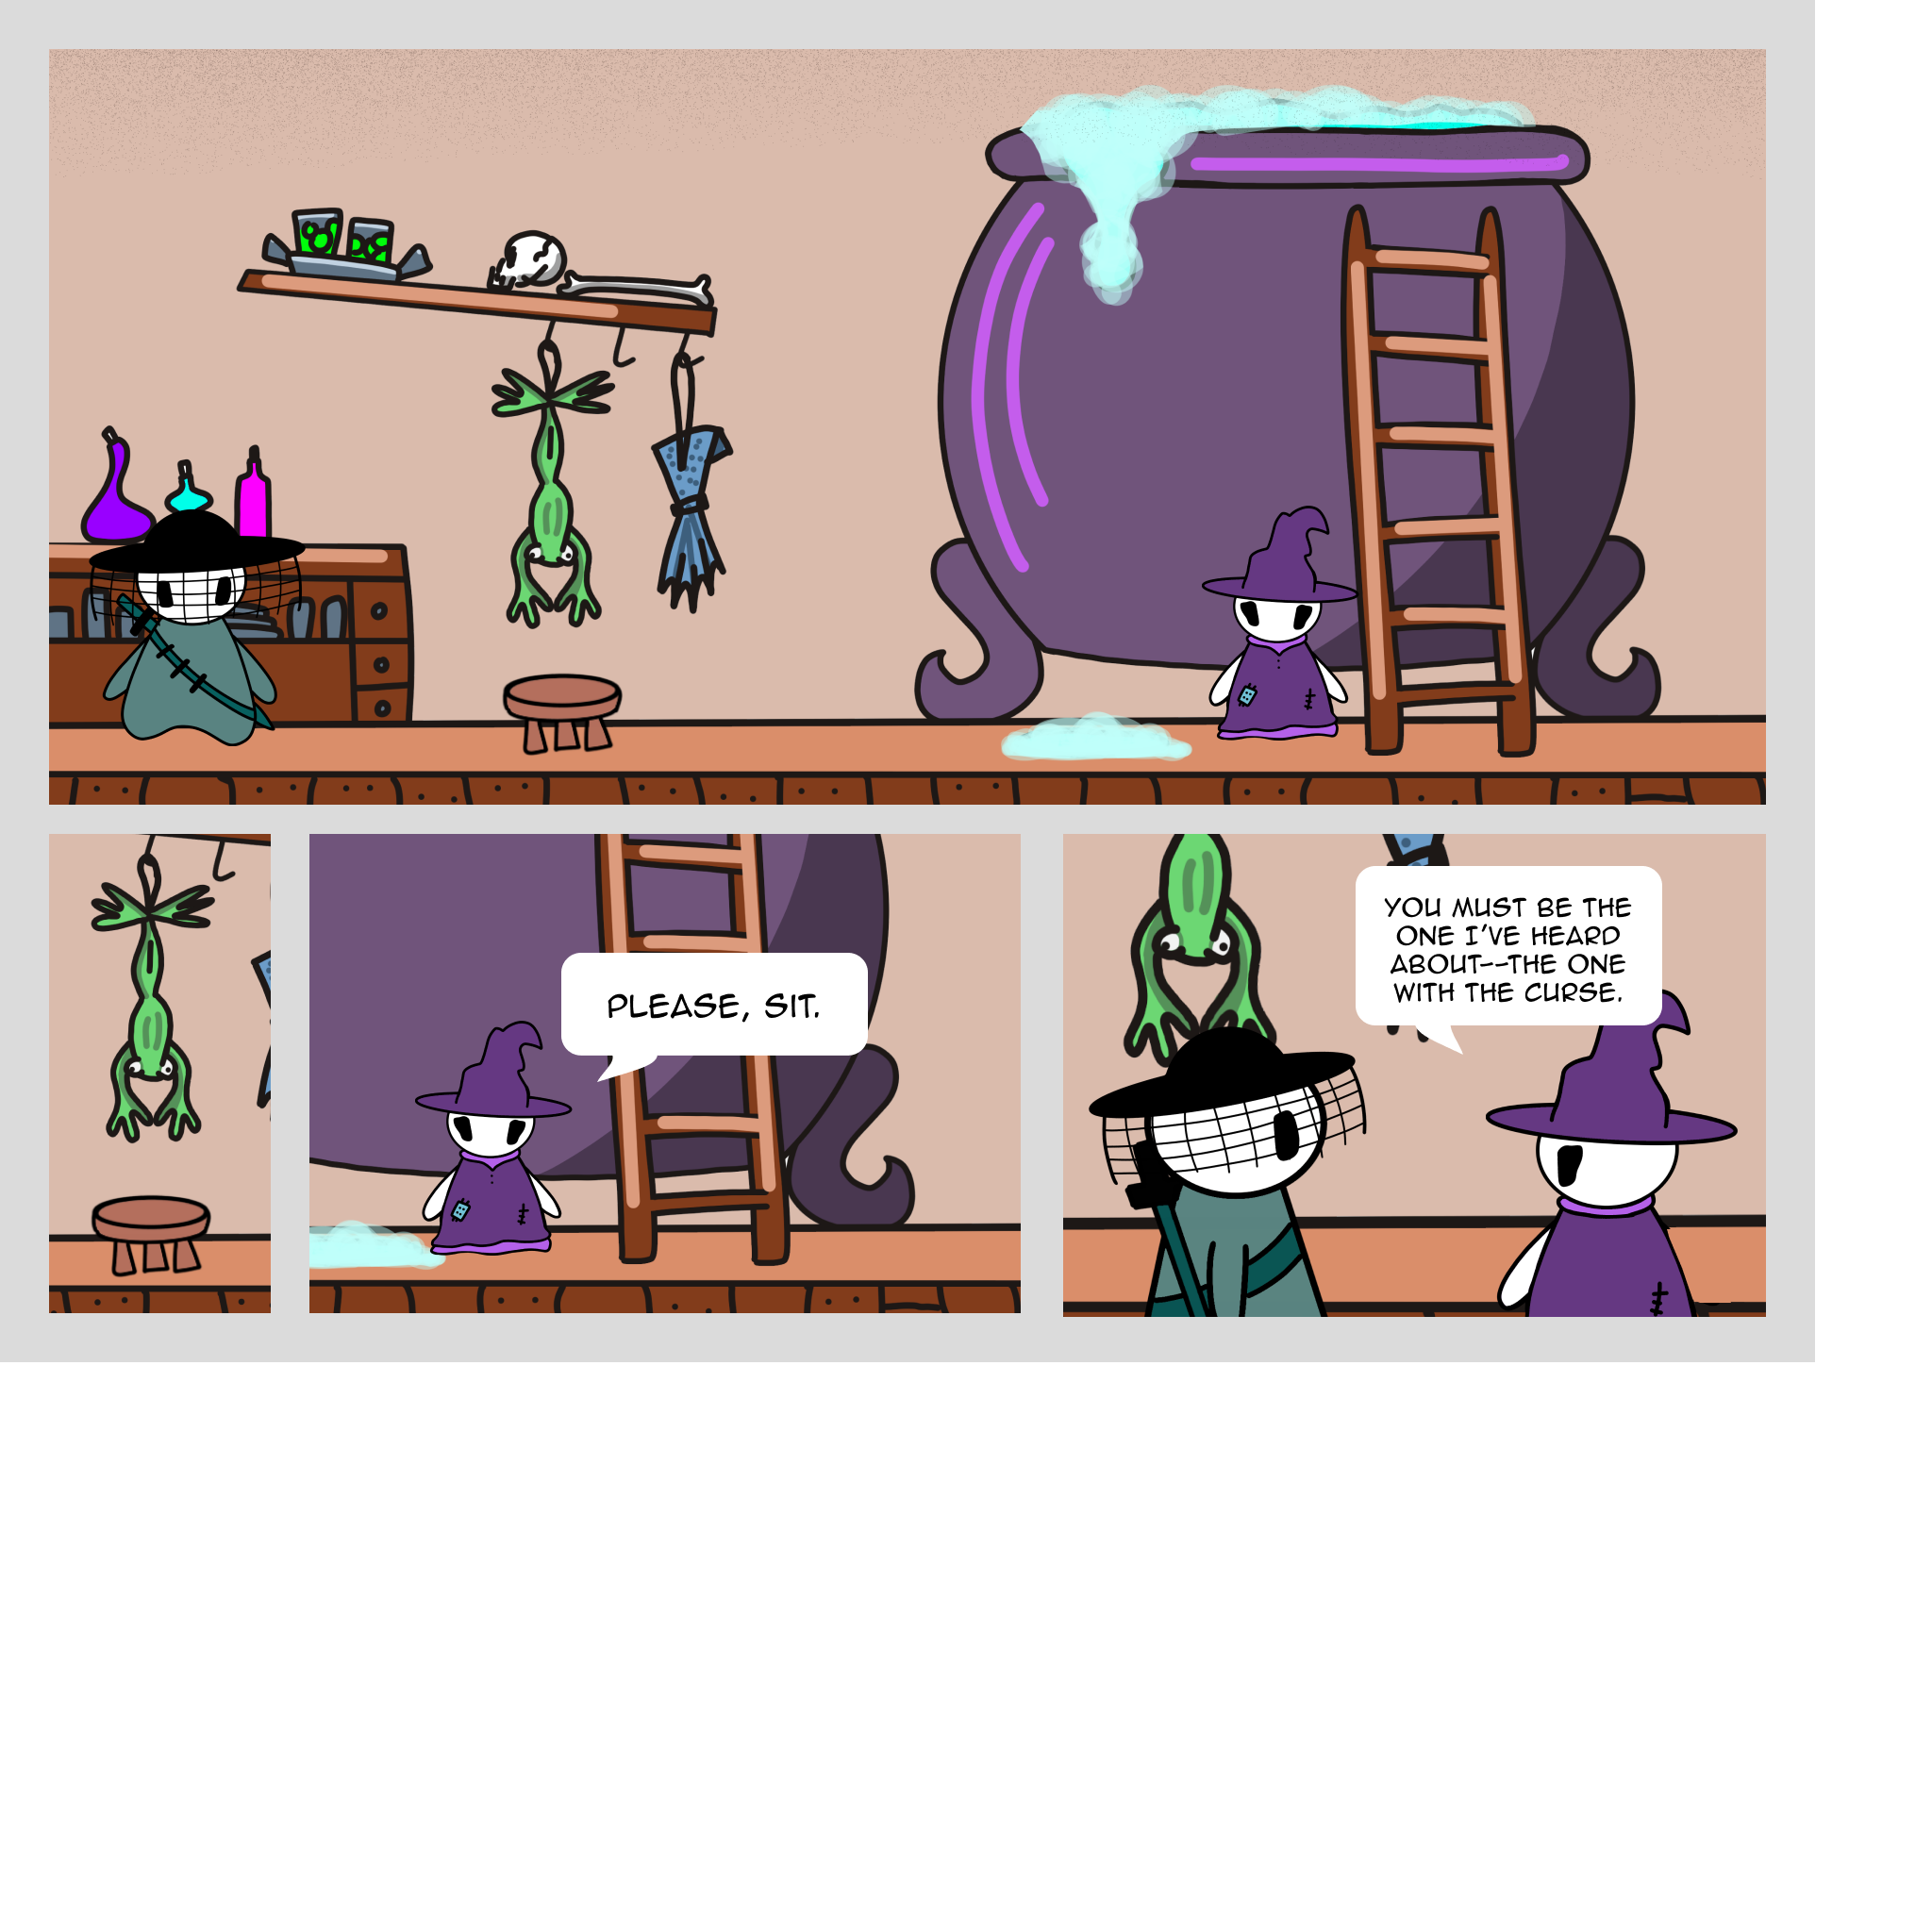 PLEASE, SIT.
YOU MUST BE THE
ONE I'VE HEARD
ABOUT--THE ONE
WITH THE CURSE.